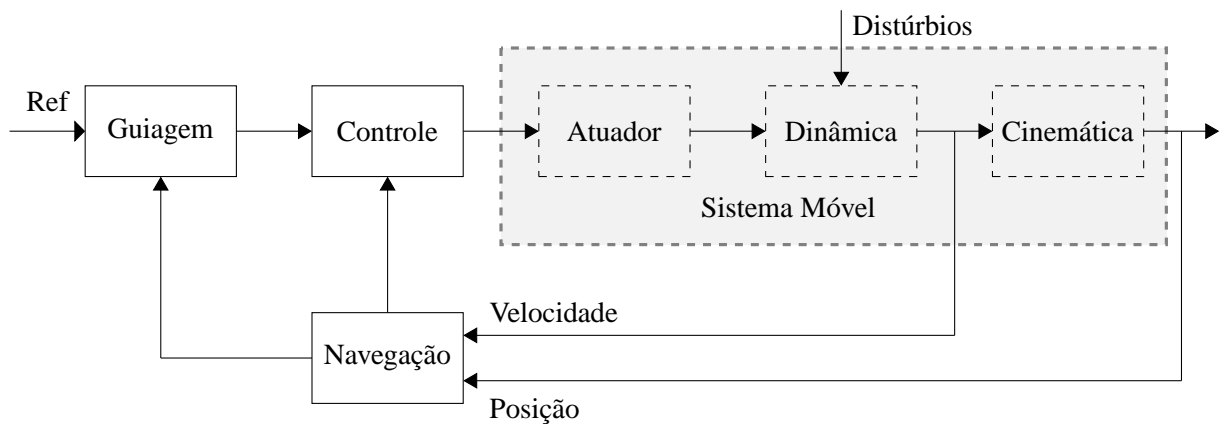 Distúrbios
Ref
Guiagem
Controle
Atuador
Dinâmica
Cinemática
Sistema Móvel
Velocidade
Navegação
Posição